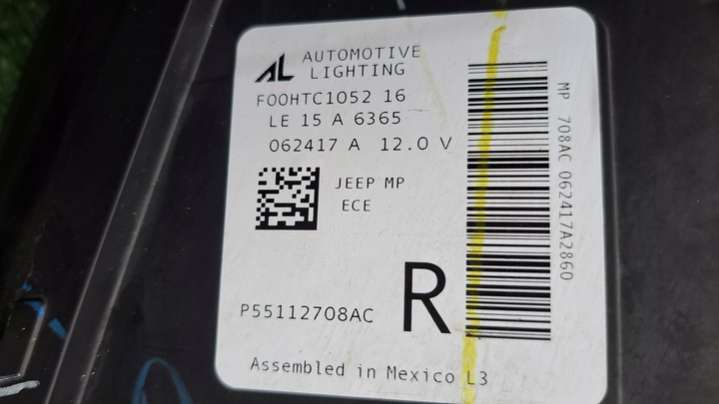 AL AUTOMOTIVE
LIGHTING
F00HTC1052 16
LE 15 A 6365
062417 A 12.0 V
JEEP MP
ECE
P55112708AC
R
Assembled in Mexico L3
MP 708AC 062417A2860